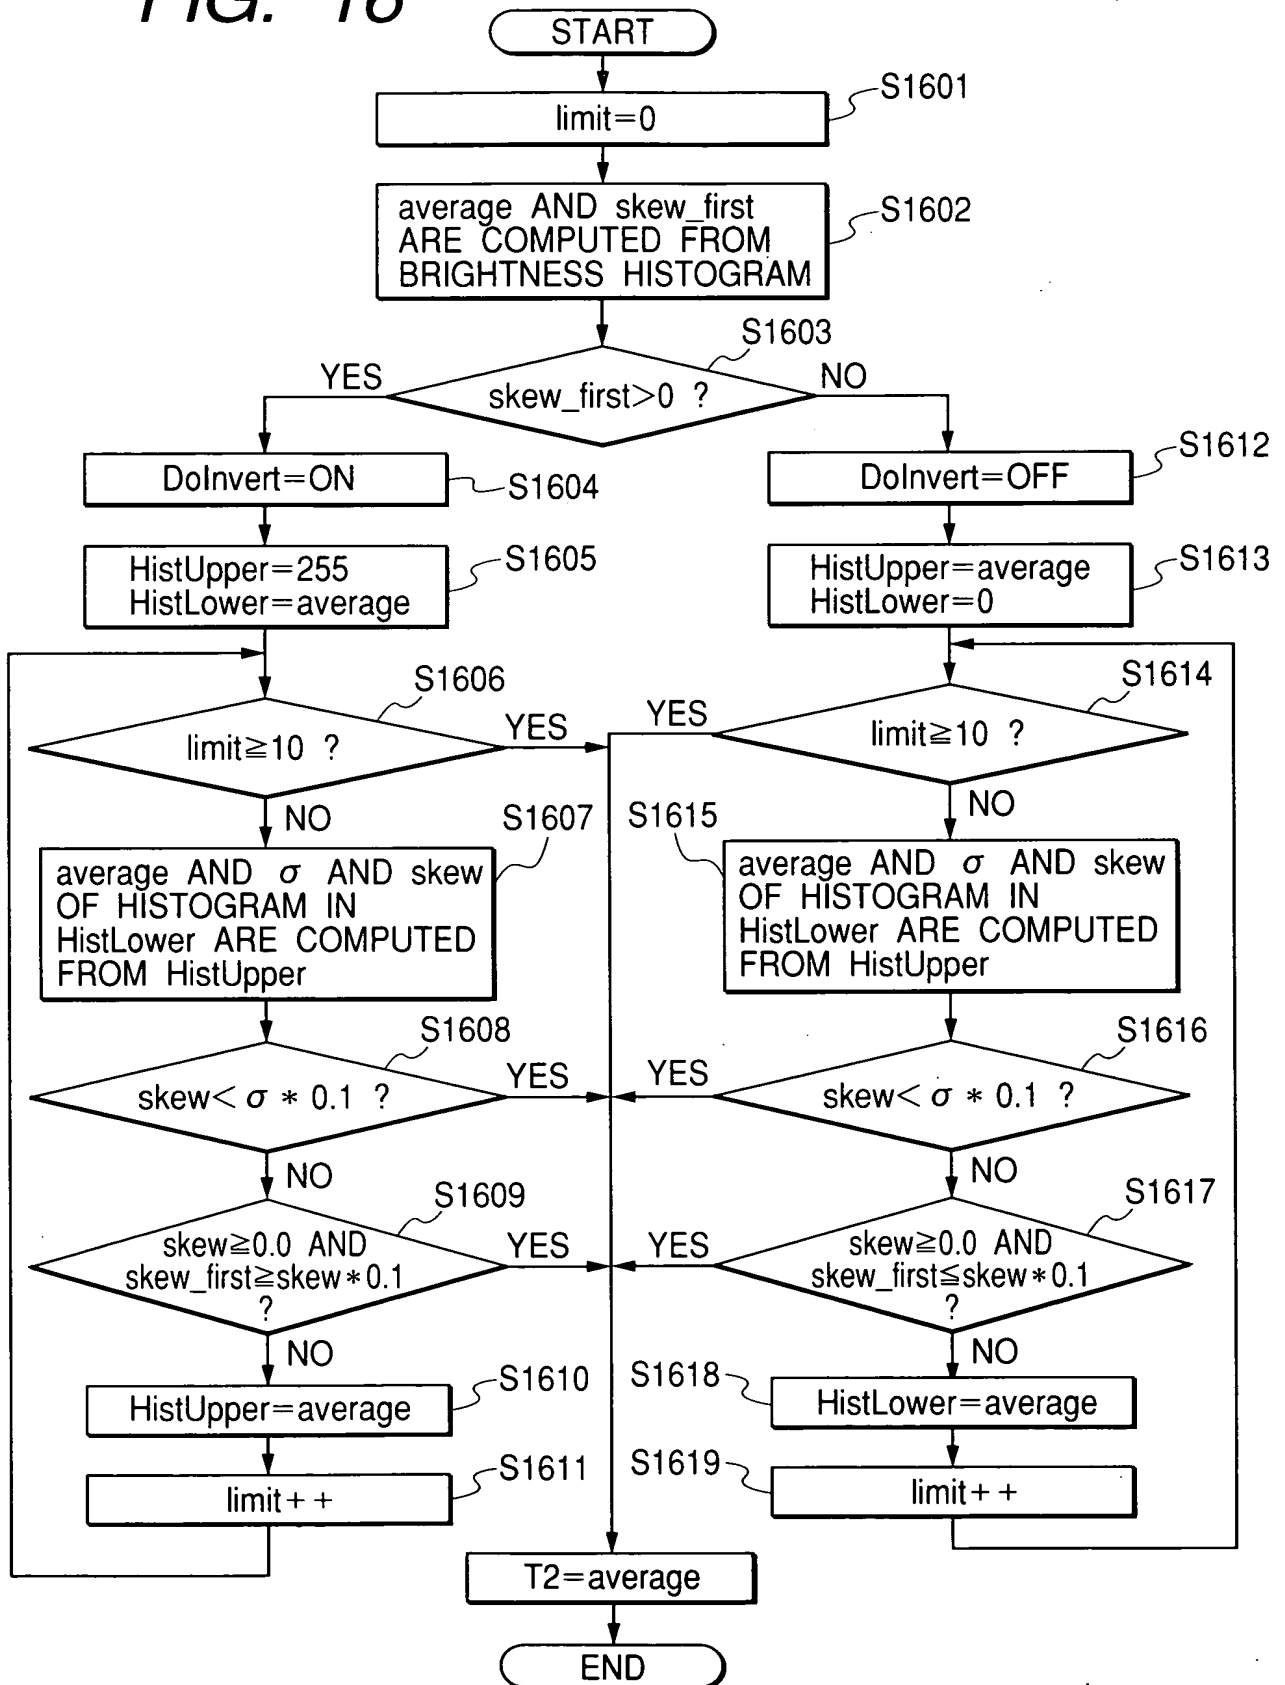 FIG. 16
START
S1601
limit=0
S1602
average AND skew_first
ARE COMPUTED FROM
BRIGHTNESS HISTOGRAM
S1603
YES
NO
skew_first>0 ?
S1604
DoInvert=ON
S1612
DoInvert=OFF
S1605
HistUpper=255
HistLower=average
S1613
HistUpper=average
HistLower=0
S1606
limit≧10 ?
YES
NO
S1614
YES
limit≧10 ?
NO
S1607
average AND σ AND skew
OF HISTOGRAM IN
HistLower ARE COMPUTED
FROM HistUpper
S1615
average AND σ AND skew
OF HISTOGRAM IN
HistLower ARE COMPUTED
FROM HistUpper
S1608
skew< σ * 0.1 ?
YES
NO
S1616
YES
skew< σ * 0.1 ?
NO
S1609
skew≧0.0 AND
skew_first≧skew*0.1
?
YES
NO
S1617
YES
skew≧0.0 AND
skew_first≦skew*0.1
?
NO
S1610
HistUpper=average
S1618
HistLower=average
S1611
limit++
S1619
limit++
T2=average
END